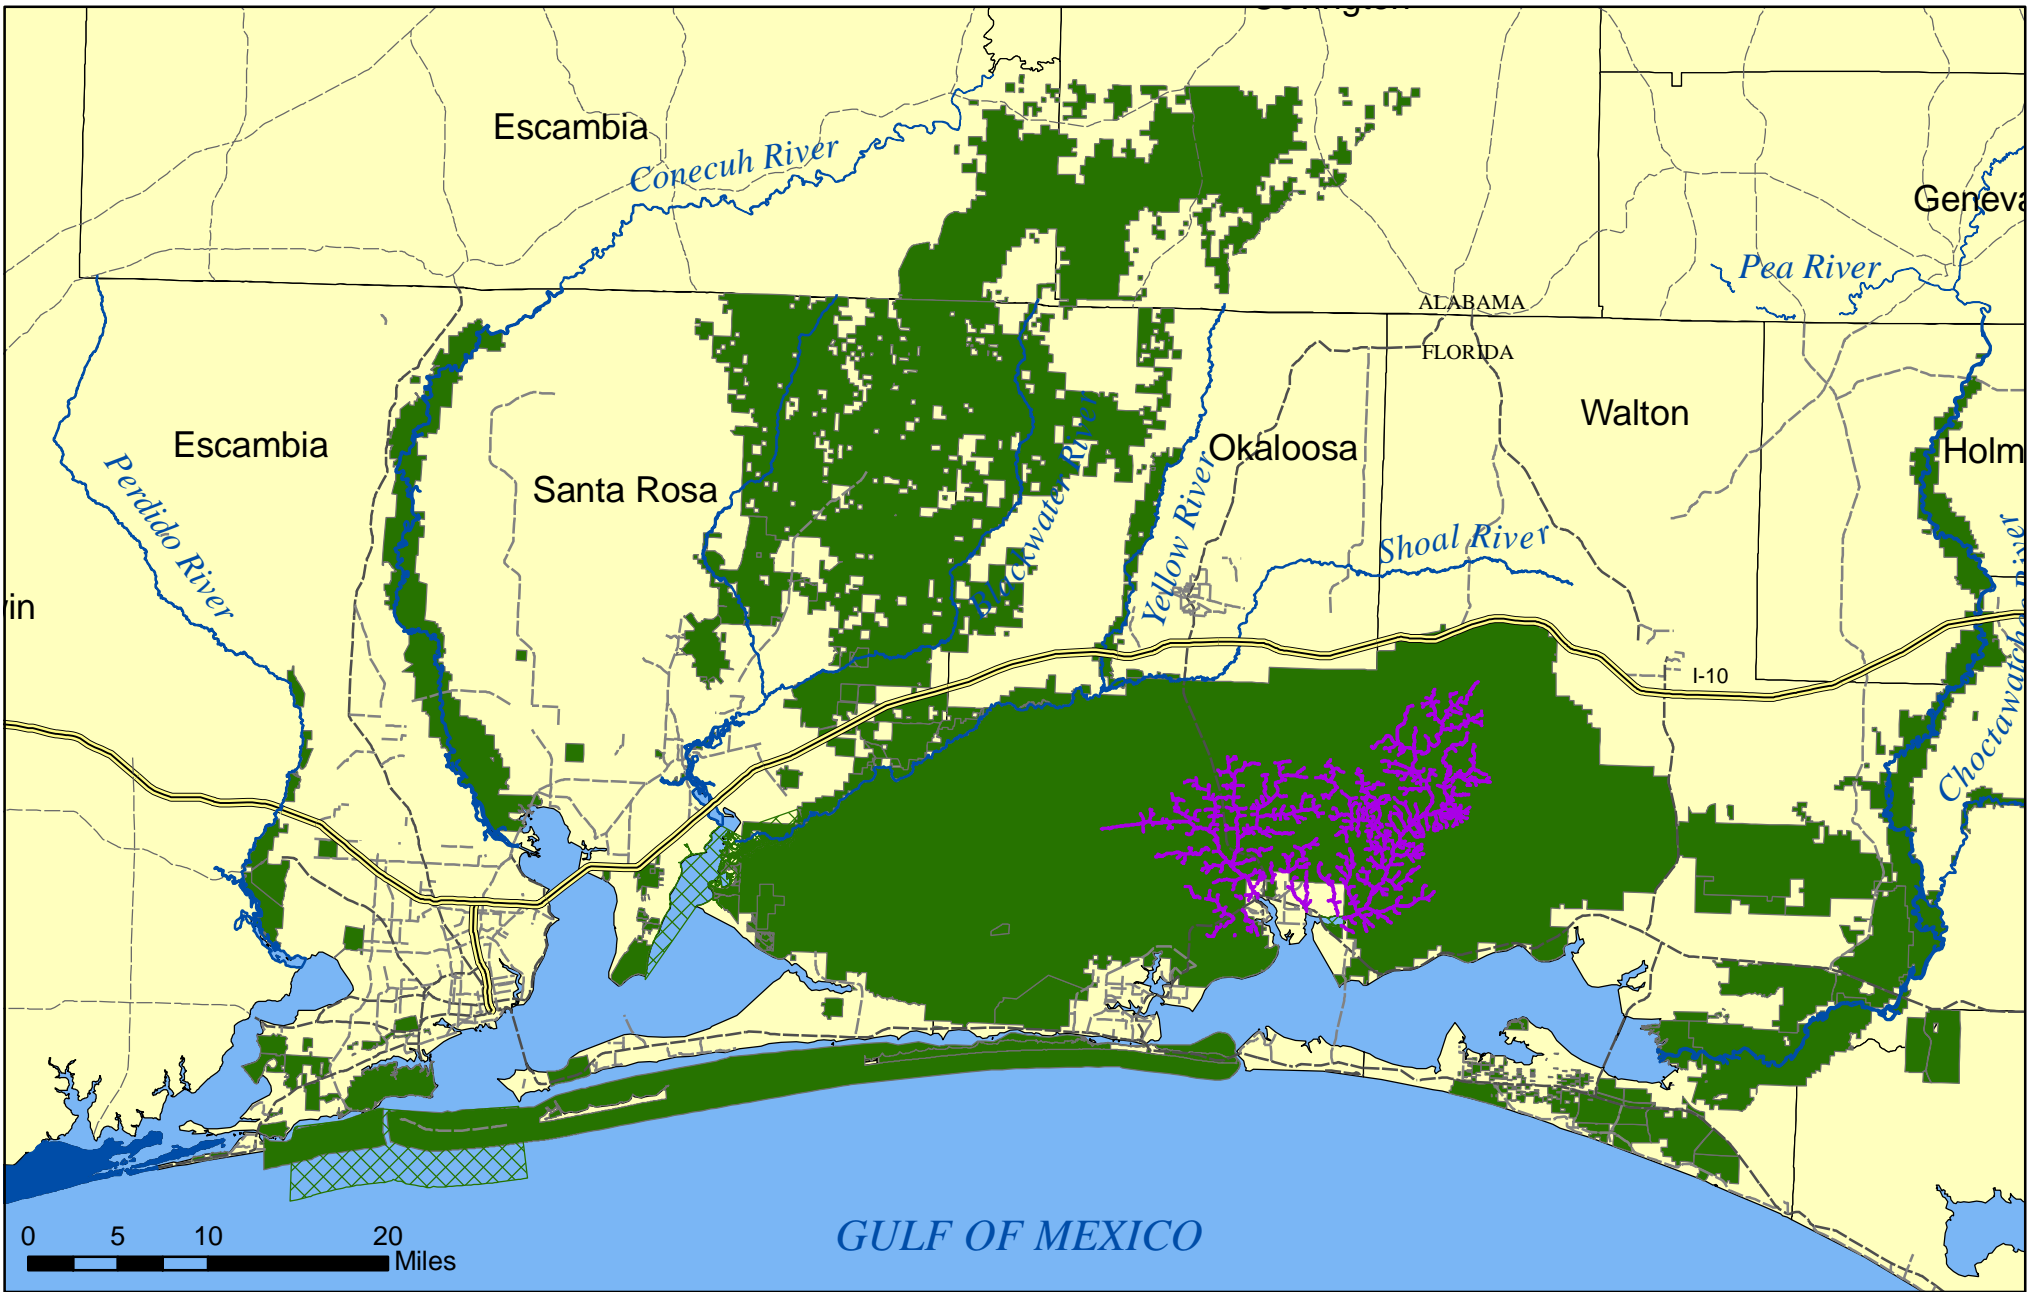 Escambia
Conecuh River
Geneva
Pea River
ALABAMA
FLORIDA
Escambia
Perdido River
Santa Rosa
Blackwater River
Yellow River
Okaloosa
Shoal River
Walton
Holm
Choctawhatchee River
in
I-10
GULF OF MEXICO
0 5 10 20
Miles